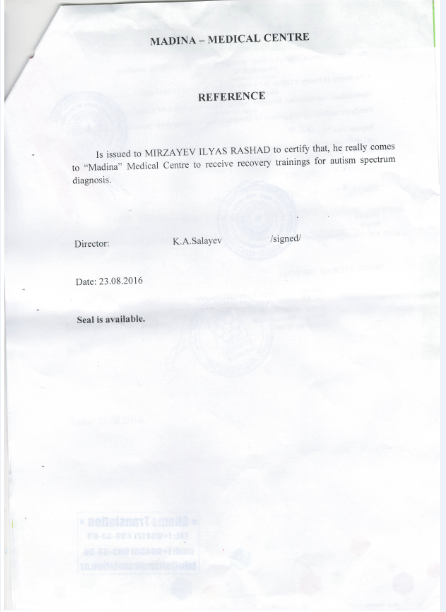 MADINA – MEDICAL CENTRE
REFERENCE
Is issued to MIRZAYEV ILYAS RASHAD to certify that, he really comes
to “Madina” Medical Centre to receive recovery trainings for autism spectrum
diagnosis.
Director: K.A.Salayev /signed/
Date: 23.08.2016
Seal is available.